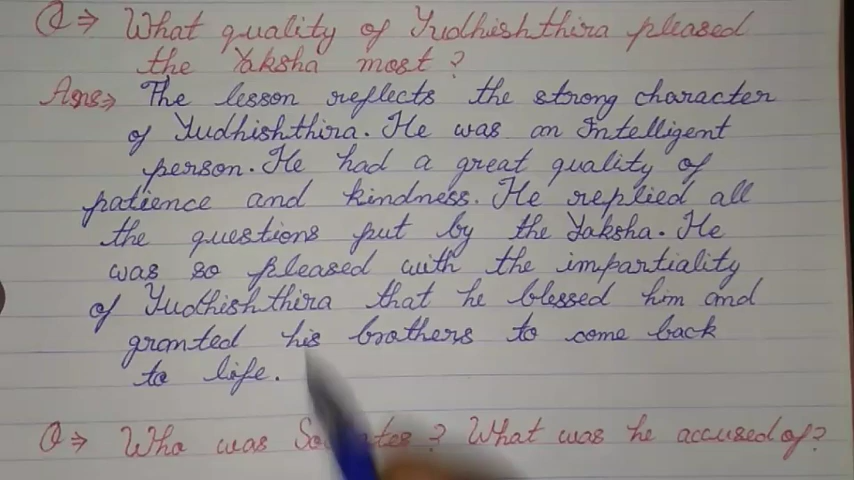 Q ⇒ What quality of Yudhishthira pleased
the Yaksha most ?
Ans⇒ The lesson reflects the strong character
of Yudhishthira. He was an Intelligent
person. He had a great quality of
patience and kindness. He replied all
the questions put by the Yaksha. He
was so pleased with the impartiality
of Yudhishthira that he blessed him and
granted his brothers to come back
to life.
Q ⇒ Who was Socrates ? What was he accused of ?